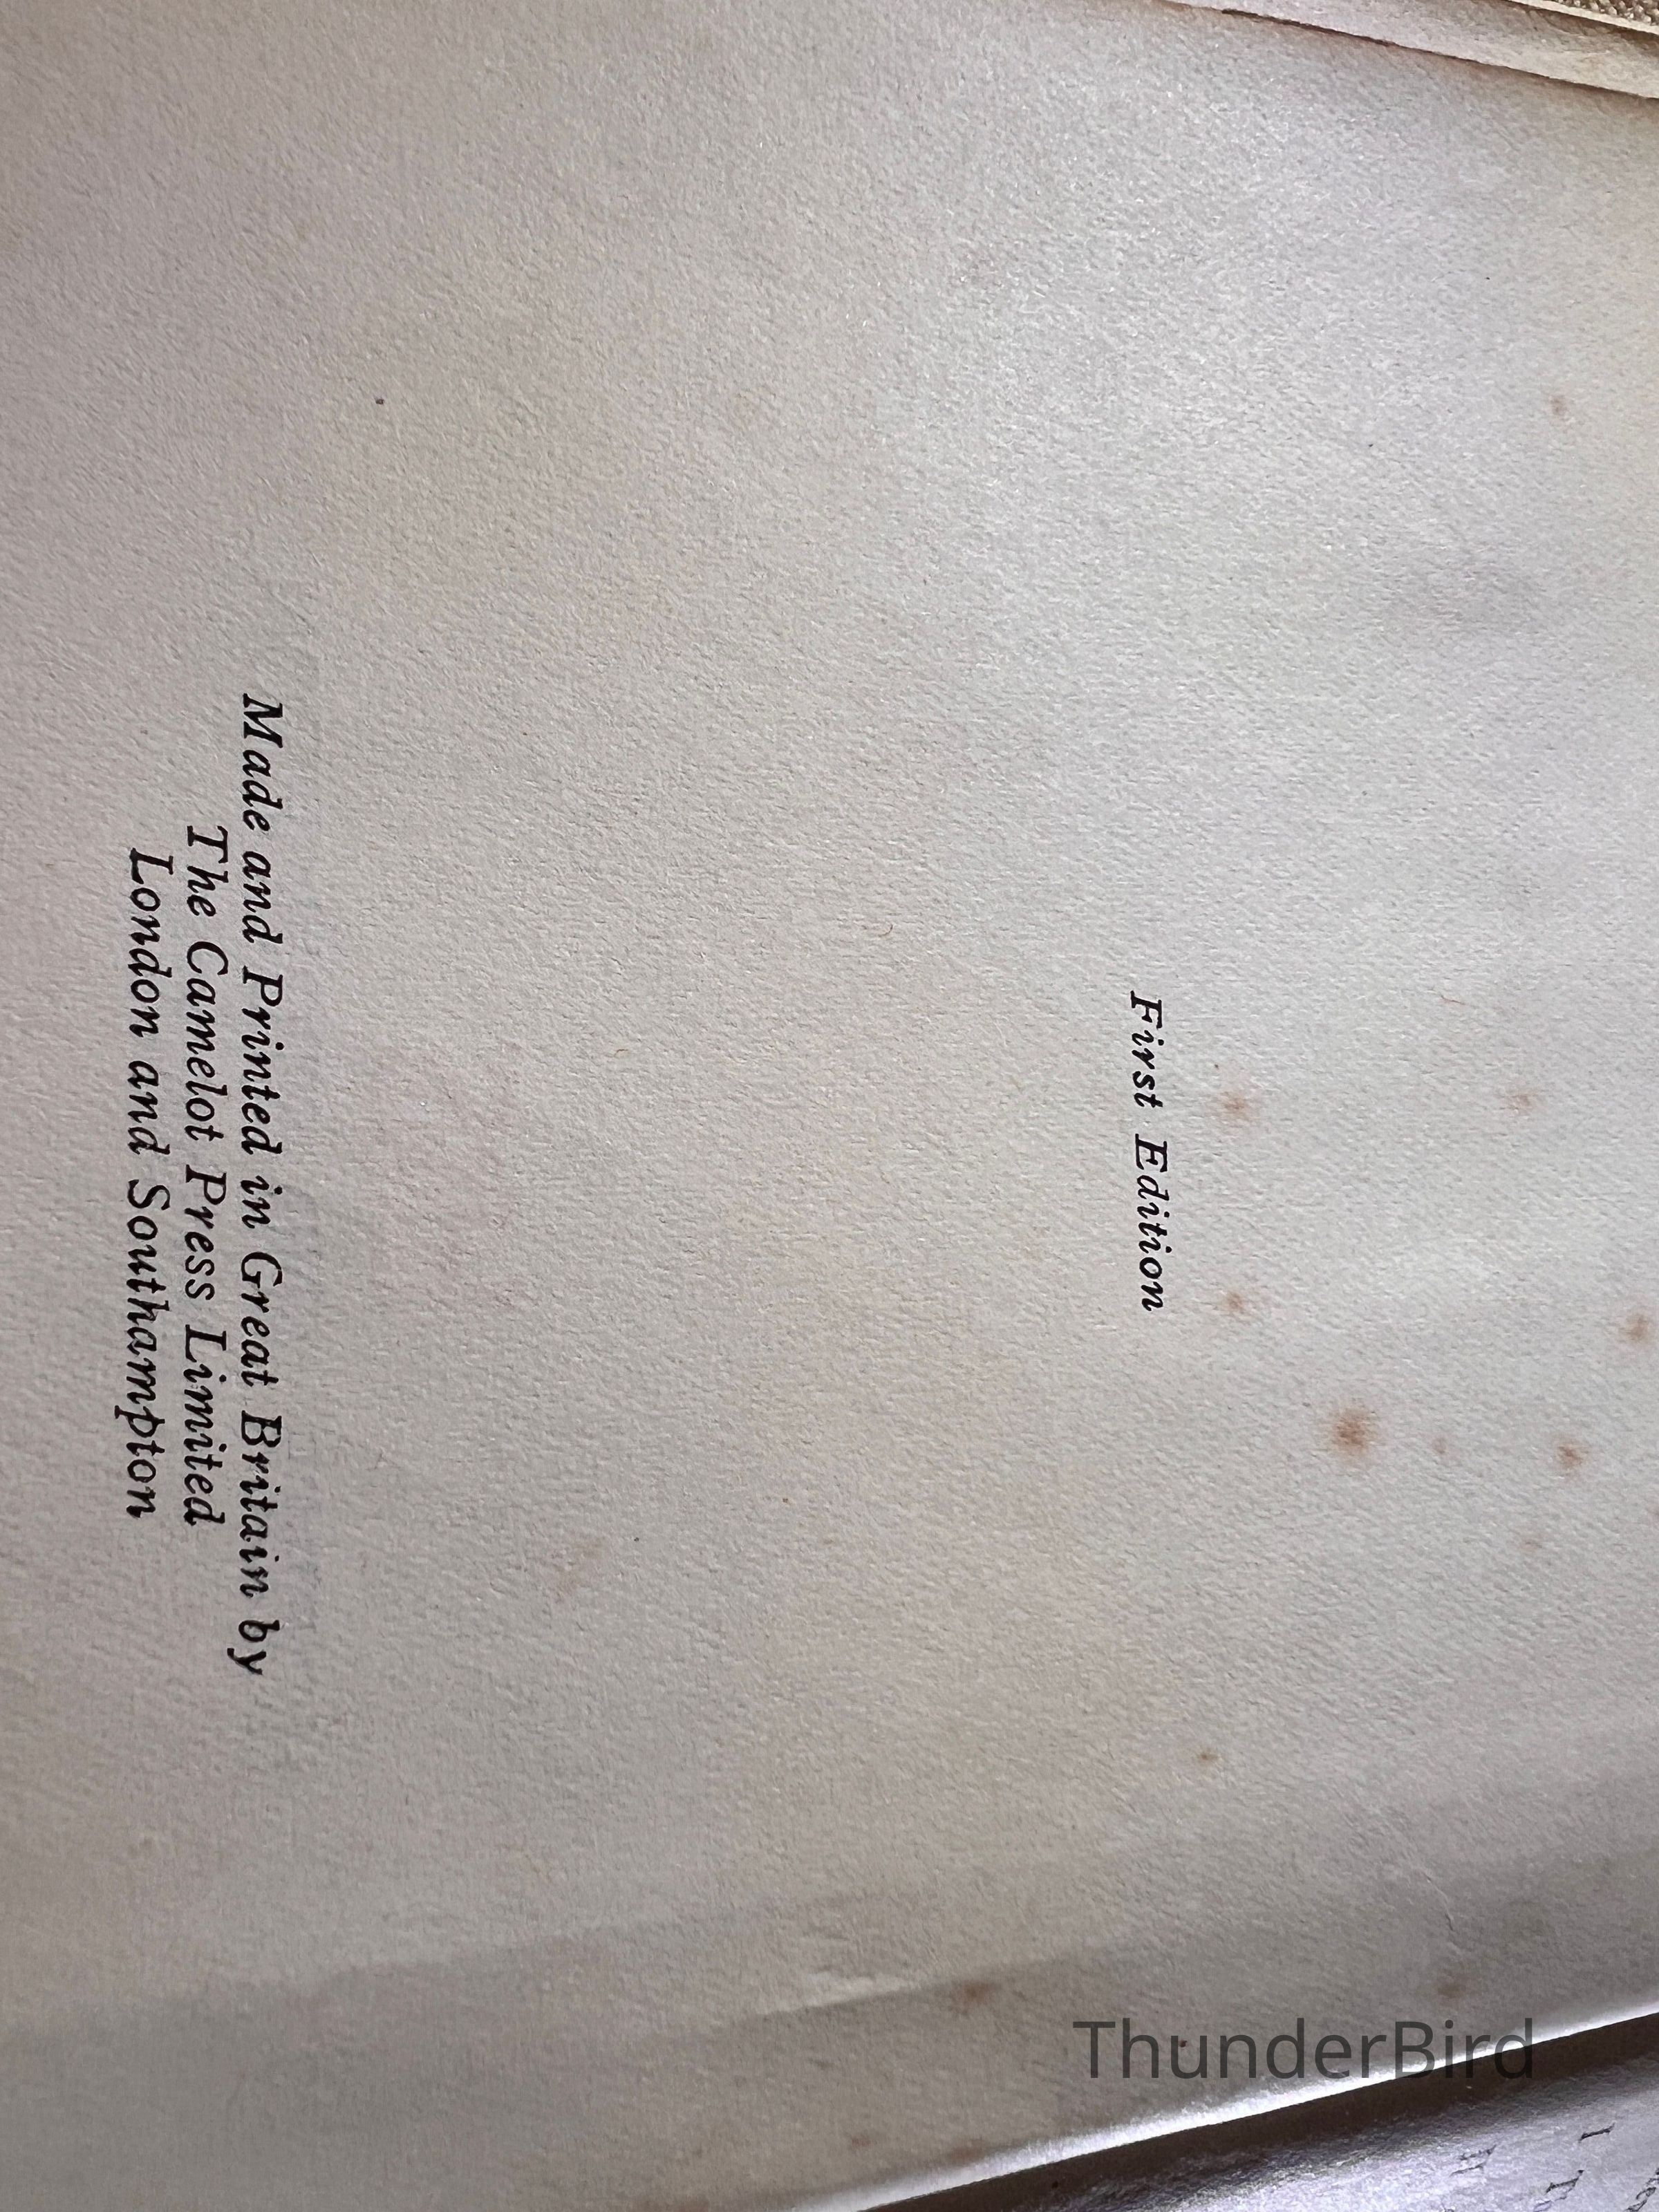 First Edition
Made and Printed in Great Britain by
The Camelot Press Limited
London and Southampton
ThunderBird